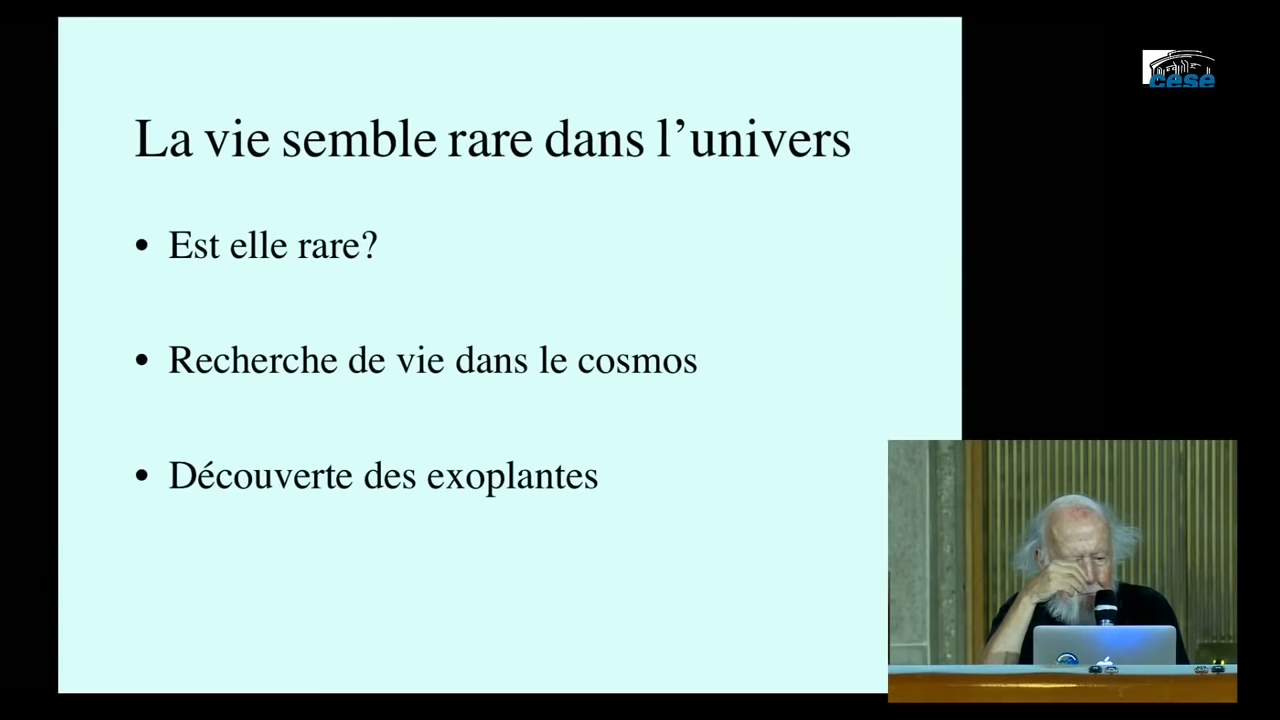 La vie semble rare dans l’univers
• Est elle rare?
• Recherche de vie dans le cosmos
• Découverte des exoplantes
cese